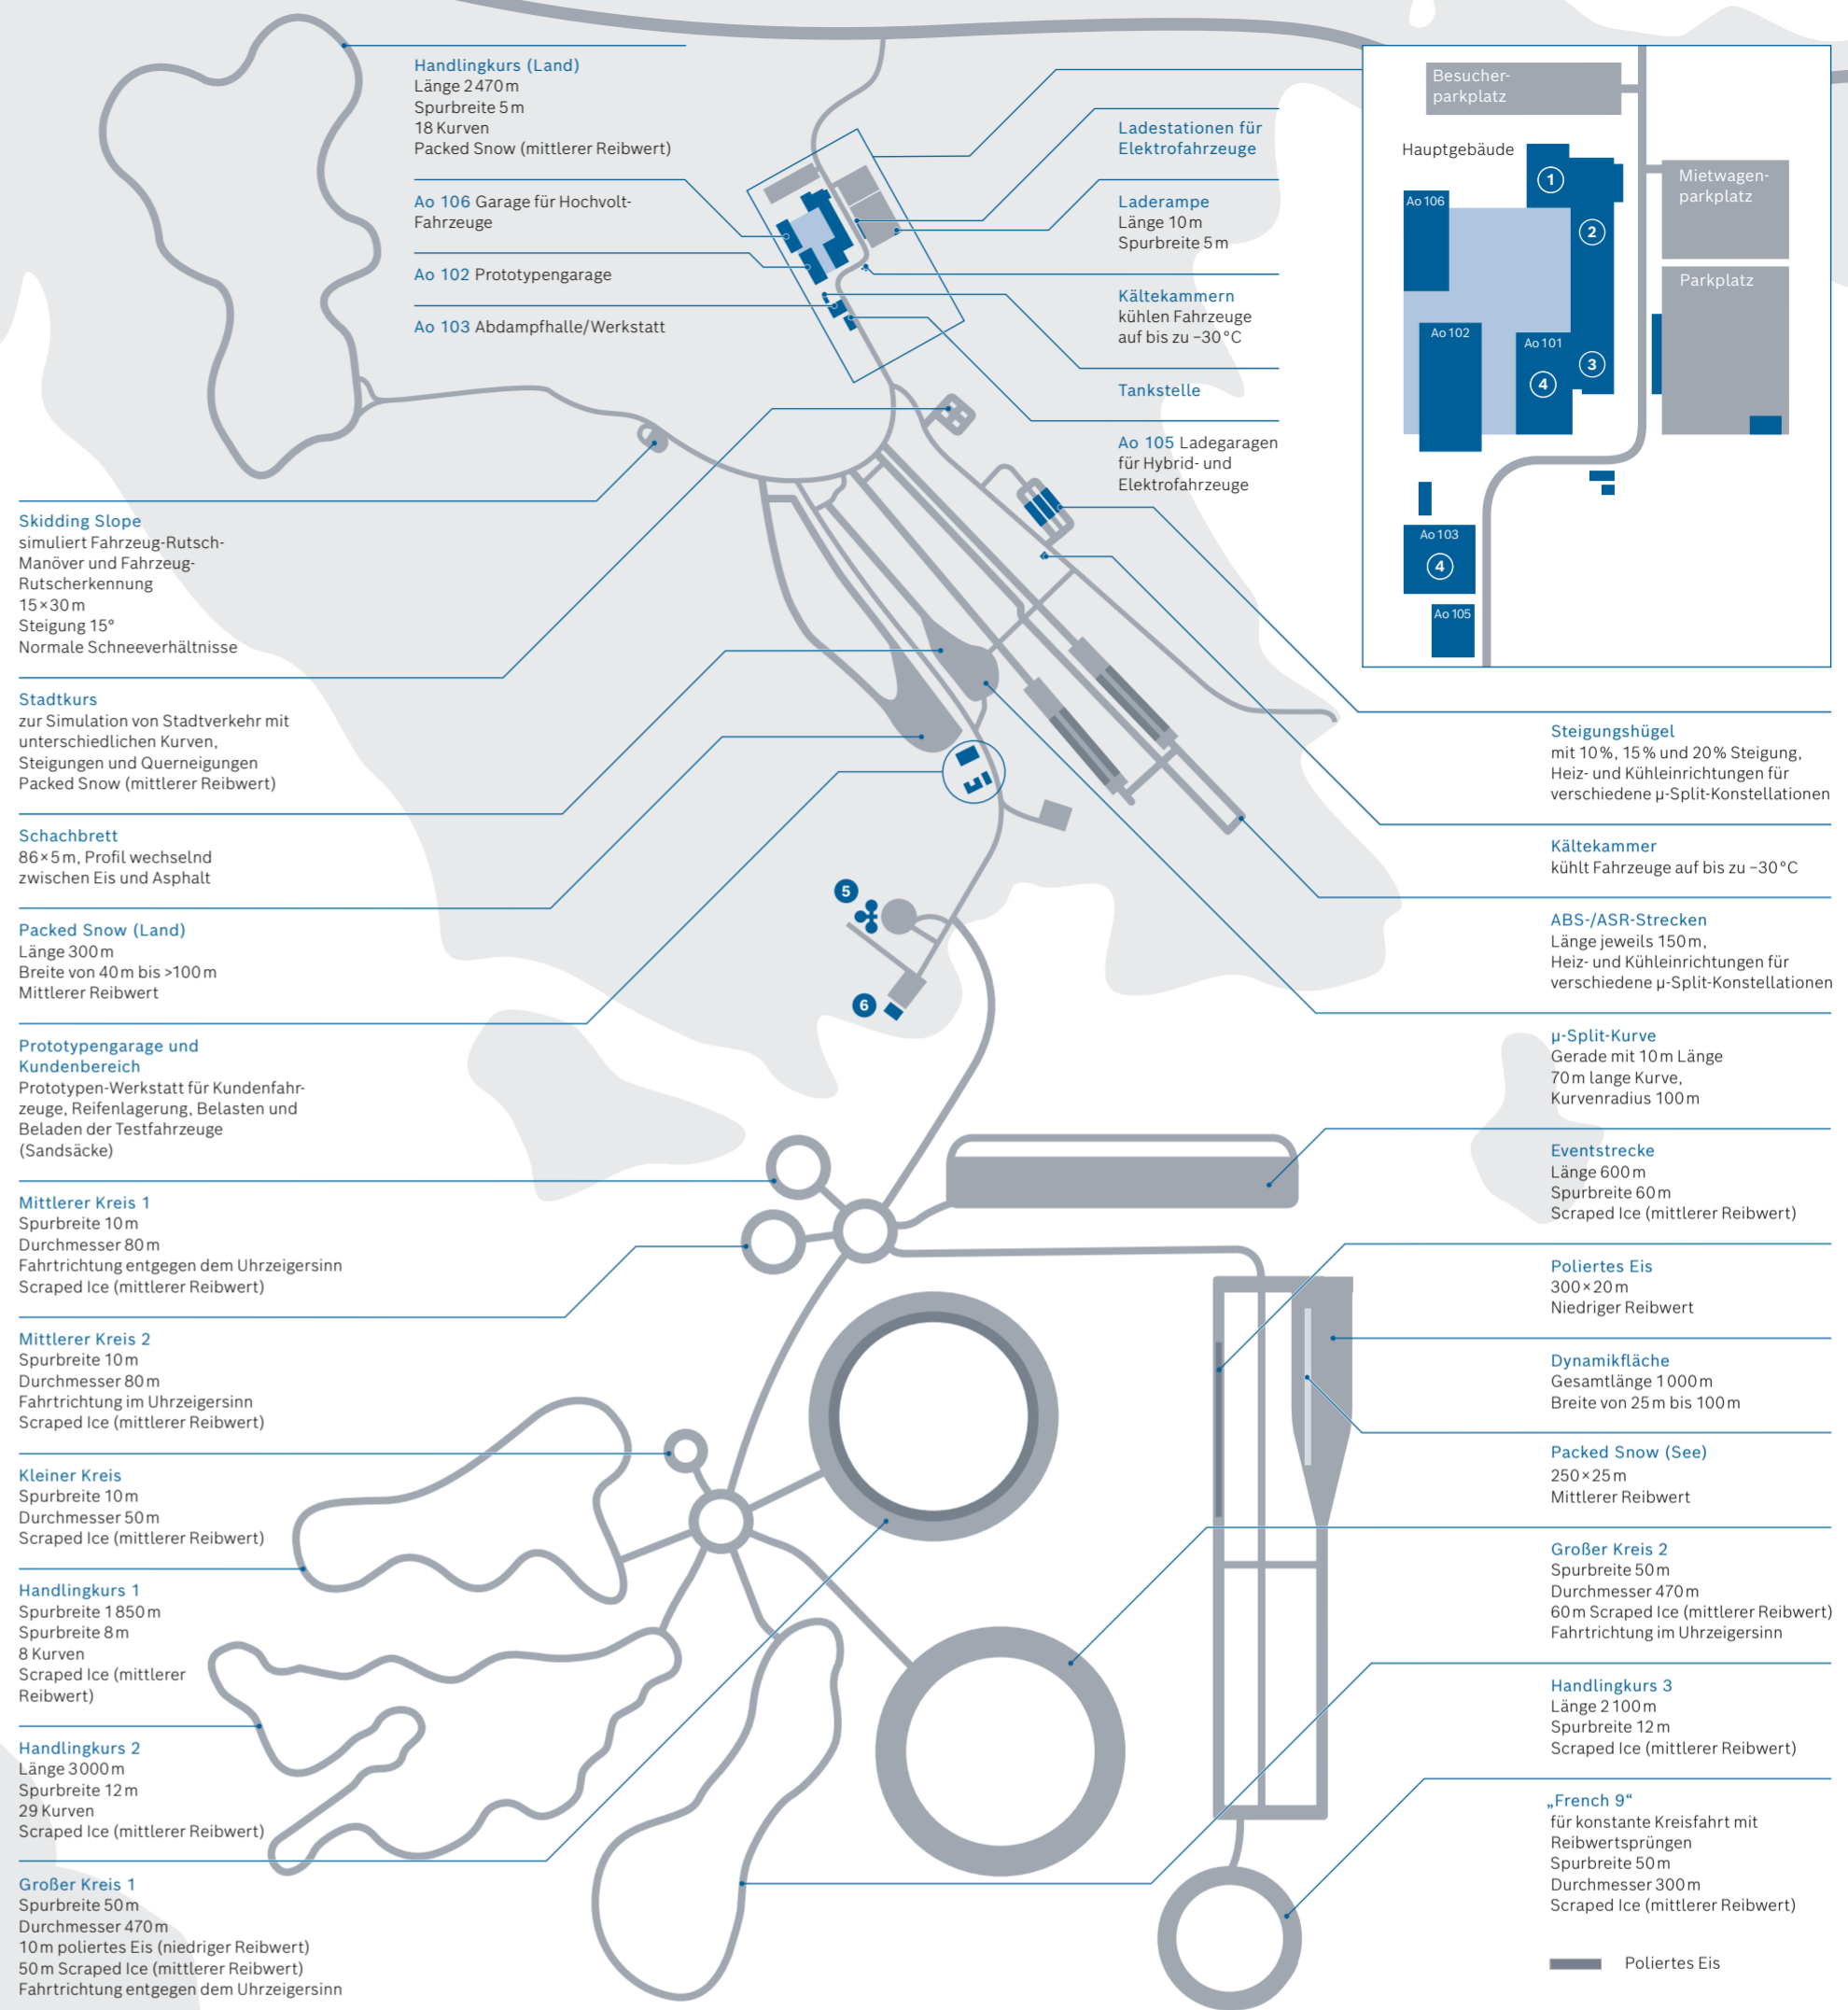 Handlingkurs (Land)
Länge 2 470 m
Spurbreite 5 m
18 Kurven
Packed Snow (mittlerer Reibwert)
Ao 106 Garage für Hochvolt-
Fahrzeuge
Ao 102 Prototypengarage
Ao 103 Abdampfhalle/Werkstatt
Ladestationen für
Elektrofahrzeuge
Laderampe
Länge 10 m
Spurbreite 5 m
Kältekammern
kühlen Fahrzeuge
auf bis zu –30 °C
Tankstelle
Ao 105 Ladegaragen
für Hybrid- und
Elektrofahrzeuge
Besucher-
parkplatz
Hauptgebäude
1
Mietwagen-
parkplatz
Ao 106
2
Parkplatz
Ao 102
Ao 101
3
4
Ao 103
4
Ao 105
Skidding Slope
simuliert Fahrzeug-Rutsch-
Manöver und Fahrzeug-
Rutscherkennung
15 × 30 m
Steigung 15°
Normale Schneeverhältnisse
Stadtkurs
zur Simulation von Stadtverkehr mit
unterschiedlichen Kurven,
Steigungen und Querneigungen
Packed Snow (mittlerer Reibwert)
Schachbrett
86 × 5 m, Profil wechselnd
zwischen Eis und Asphalt
Packed Snow (Land)
Länge 300 m
Breite von 40 m bis >100 m
Mittlerer Reibwert
Prototypengarage und
Kundenbereich
Prototypen-Werkstatt für Kundenfahr-
zeuge, Reifenlagerung, Belasten und
Beladen der Testfahrzeuge
(Sandsäcke)
Mittlerer Kreis 1
Spurbreite 10 m
Durchmesser 80 m
Fahrtrichtung entgegen dem Uhrzeigersinn
Scraped Ice (mittlerer Reibwert)
Mittlerer Kreis 2
Spurbreite 10 m
Durchmesser 80 m
Fahrtrichtung im Uhrzeigersinn
Scraped Ice (mittlerer Reibwert)
Kleiner Kreis
Spurbreite 10 m
Durchmesser 50 m
Scraped Ice (mittlerer Reibwert)
Handlingkurs 1
Spurbreite 1 850 m
Spurbreite 8 m
8 Kurven
Scraped Ice (mittlerer
Reibwert)
Handlingkurs 2
Länge 3 000 m
Spurbreite 12 m
29 Kurven
Scraped Ice (mittlerer Reibwert)
Großer Kreis 1
Spurbreite 50 m
Durchmesser 470 m
10 m poliertes Eis (niedriger Reibwert)
50 m Scraped Ice (mittlerer Reibwert)
Fahrtrichtung entgegen dem Uhrzeigersinn
5
6
Steigungshügel
mit 10 %, 15 % und 20 % Steigung,
Heiz- und Kühleinrichtungen für
verschiedene µ-Split-Konstellationen
Kältekammer
kühlt Fahrzeuge auf bis zu –30 °C
ABS-/ASR-Strecken
Länge jeweils 150 m,
Heiz- und Kühleinrichtungen für
verschiedene µ-Split-Konstellationen
µ-Split-Kurve
Gerade mit 10 m Länge
70 m lange Kurve,
Kurvenradius 100 m
Eventstrecke
Länge 600 m
Spurbreite 60 m
Scraped Ice (mittlerer Reibwert)
Poliertes Eis
300 × 20 m
Niedriger Reibwert
Dynamikfläche
Gesamtlänge 1 000 m
Breite von 25 m bis 100 m
Packed Snow (See)
250 × 25 m
Mittlerer Reibwert
Großer Kreis 2
Spurbreite 50 m
Durchmesser 470 m
60 m Scraped Ice (mittlerer Reibwert)
Fahrtrichtung im Uhrzeigersinn
Handlingkurs 3
Länge 2 100 m
Spurbreite 12 m
Scraped Ice (mittlerer Reibwert)
„French 9“
für konstante Kreisfahrt mit
Reibwertsprüngen
Spurbreite 50 m
Durchmesser 300 m
Scraped Ice (mittlerer Reibwert)
Poliertes Eis